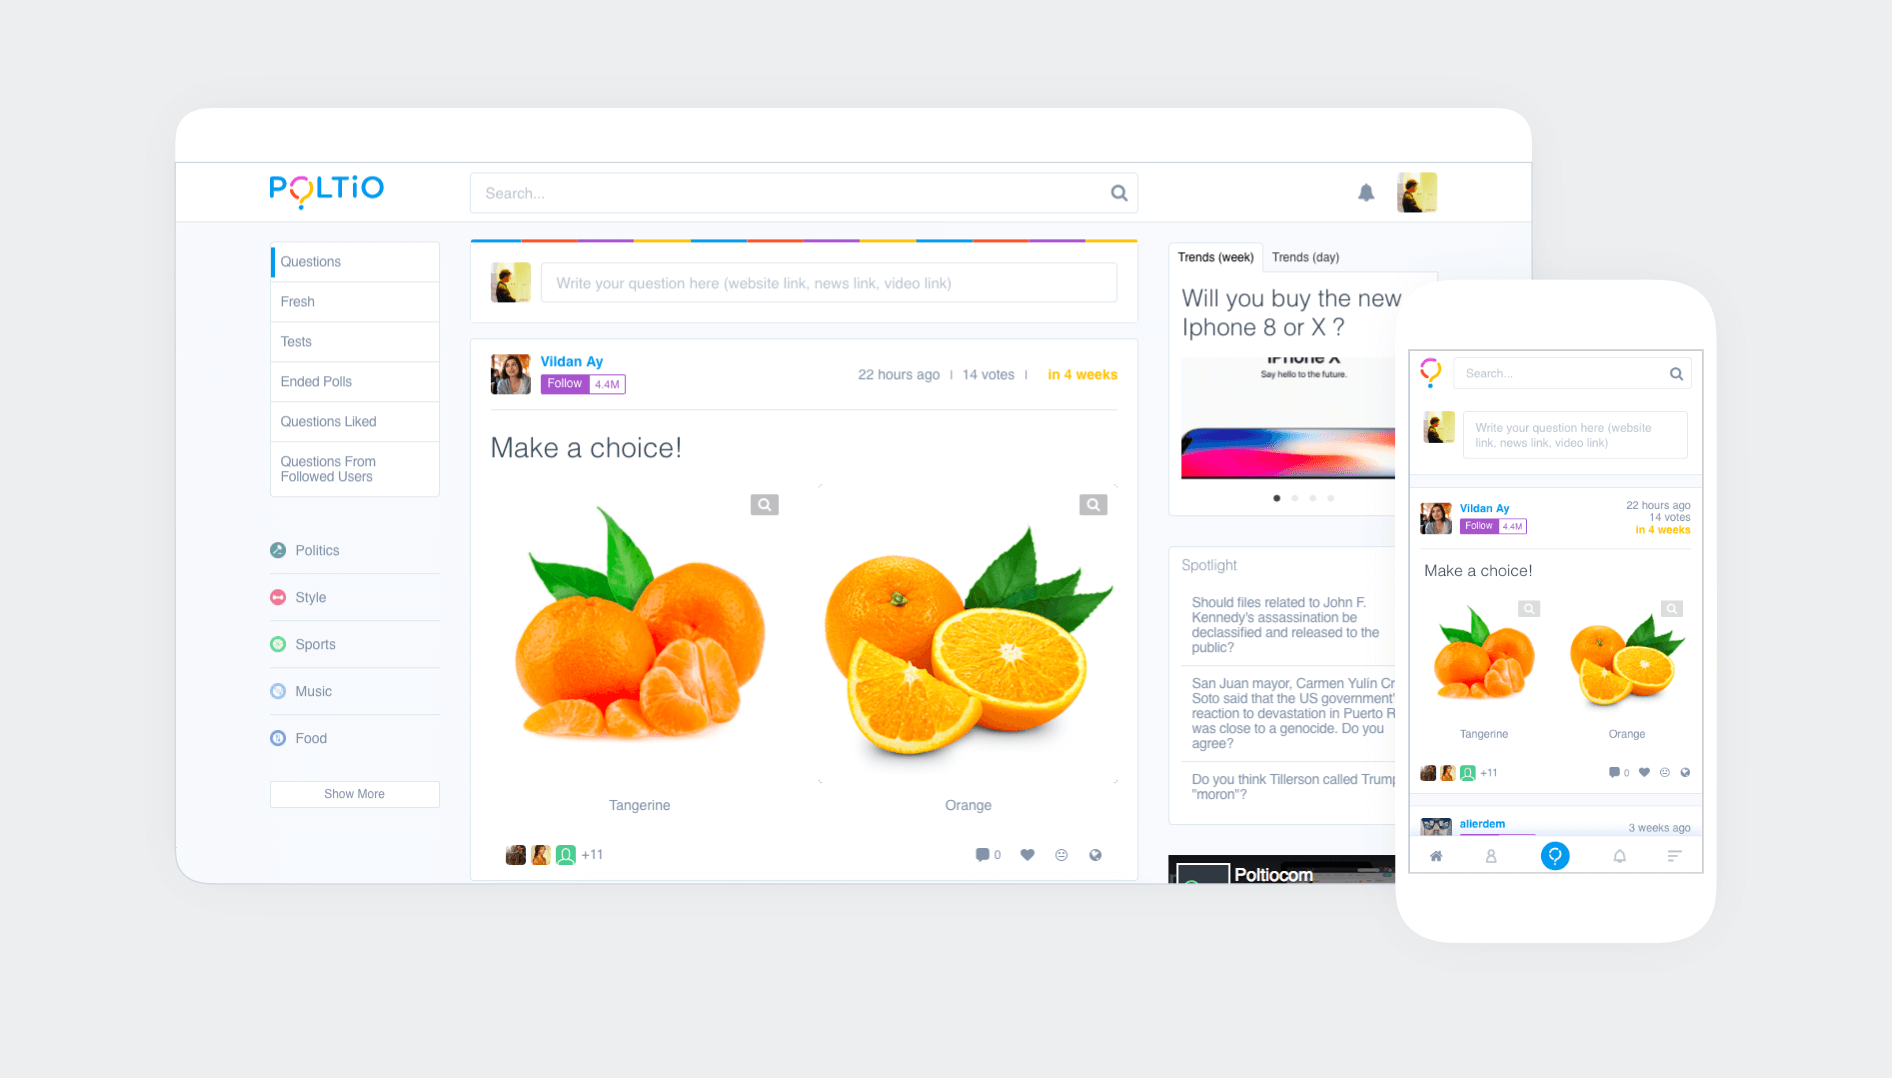 POLTiO
Search...
Questions
Fresh
Tests
Ended Polls
Questions Liked
Questions From
Followed Users
Politics
Style
Sports
Music
Food
Show More
Write your question here (website link, news link, video link)
Vildan Ay
Follow 4.4M
22 hours ago | 14 votes | in 4 weeks
Make a choice!
Tangerine
Orange
+11
0
Trends (week) Trends (day)
Will you buy the new
Iphone 8 or X ?
iPhone X
Say hello to the future.
Spotlight
Should files related to John F.
Kennedy's assassination be
declassified and released to the
public?
San Juan mayor, Carmen Yulín
Soto said that the US government'
reaction to devastation in Puerto
was close to a genocide. Do you
agree?
Do you think Tillerson called Trump
"moron"?
Poltiocom
Search...
Write your question here (website
link, news link, video link)
Vildan Ay
Follow 4.4M
22 hours ago
14 votes
in 4 weeks
Make a choice!
Tangerine
Orange
+11
0
alierdem
3 weeks ago